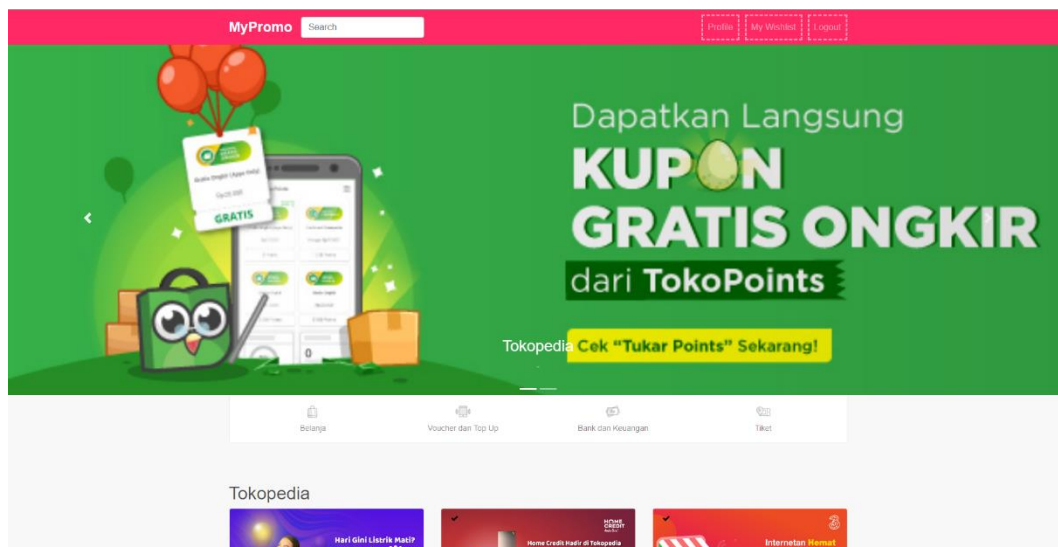 MyPromo Search Profile My Wishlist Logout
Dapatkan Langsung
KUPON
GRATIS ONGKIR
dari TokoPoints
GRATIS
Tokopedia
Cek "Tukar Points" Sekarang!
Belanja Voucher dan Top Up Bank dan Keuangan Tiket
Tokopedia
Hari Gini Listrik Mati?
HOME CREDIT
Home Credit Hadir di Tokopedia
3
Internetan Hemat